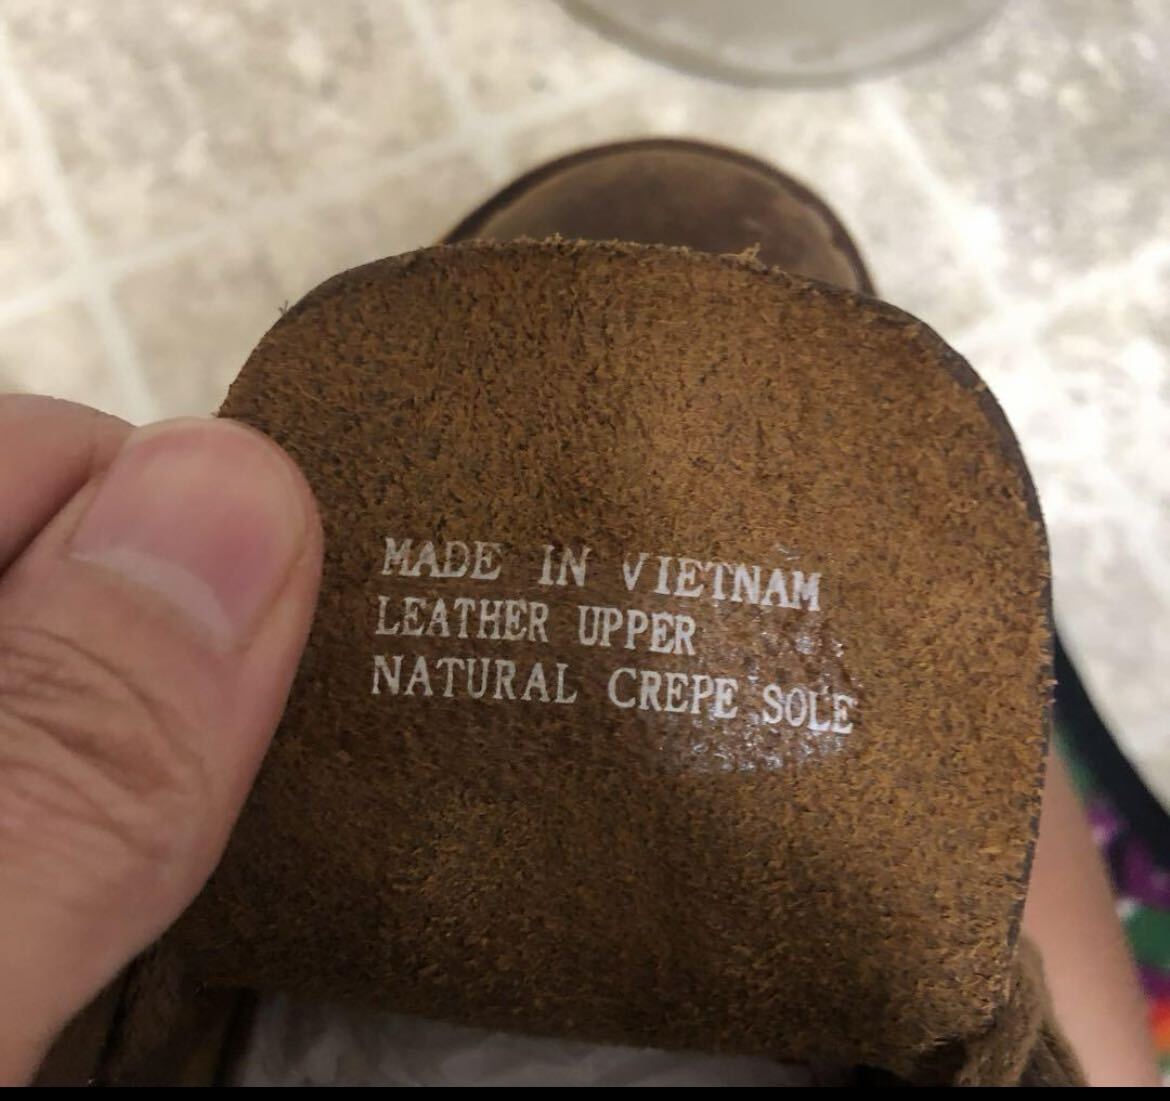 MADE IN VIETNAM
LEATHER UPPER
NATURAL CREPE SOLE